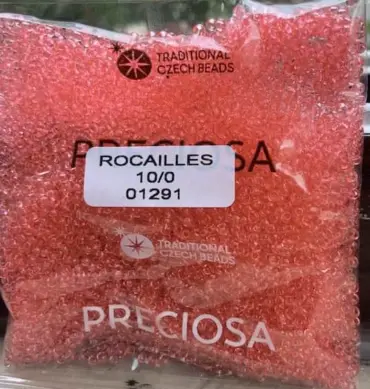 TRADITIONAL
CZECH BEADS
PRECIOSA
ROCAILLES
10/0
01291
TRADITIONAL
CZECH BEADS
PRECIOSA